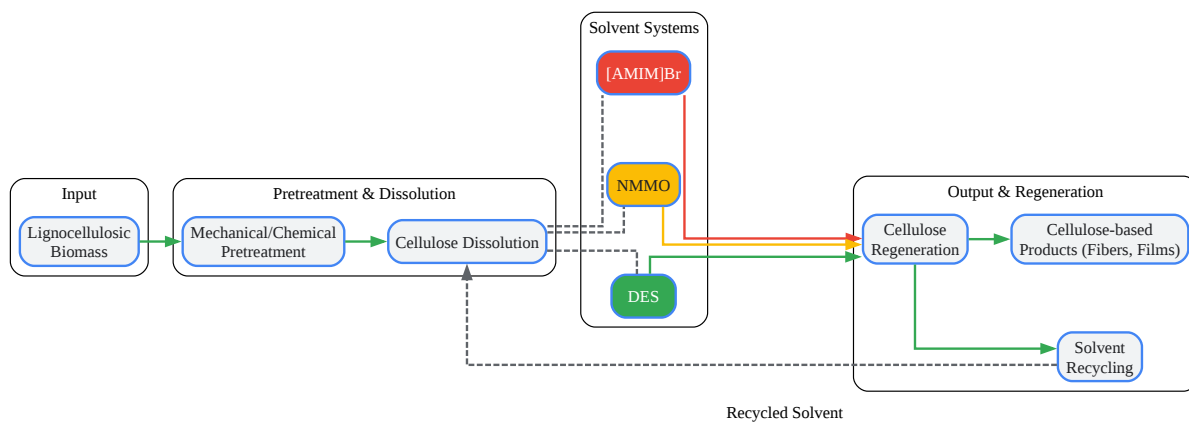 Input
Lignocellulosic
Biomass
Pretreatment & Dissolution
Mechanical/Chemical
Pretreatment
Cellulose Dissolution
Solvent Systems
[AMIM]Br
NMMO
DES
Output & Regeneration
Cellulose
Regeneration
Cellulose-based
Products (Fibers, Films)
Solvent
Recycling
Recycled Solvent